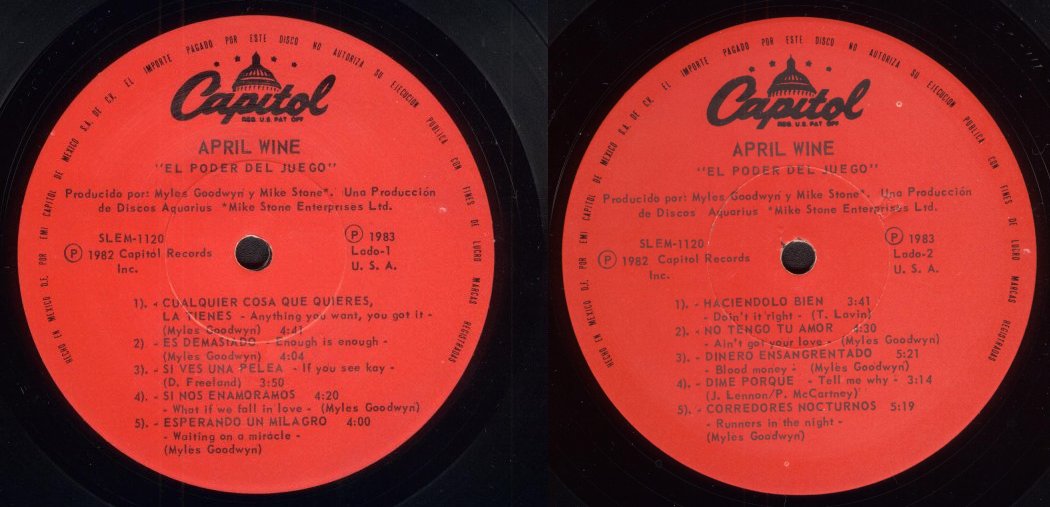 HECHO EN MEXICO D.F. POR EMI CAPITOL DE MEXICO S.A. DE C.V. EL IMPORTE PAGADO POR ESTE DISCO NO AUTORIZA SU EJECUCION PUBLICA CON FINES DE LUCRO MARCAS REGISTRADAS
Capitol
REG. U.S. PAT. OFF
APRIL WINE
"EL PODER DEL JUEGO"
Producido por: Myles Goodwyn y Mike Stone*. Una Producción
de Discos Aquarius *Mike Stone Enterprises Ltd.
SLEM-1120
Ⓟ 1982 Capitol Records
Inc.
Ⓟ 1983
Lado-1
U. S. A.
1). - CUALQUIER COSA QUE QUIERES,
LA TIENES - Anything you want, you got it -
(Myles Goodwyn) 4:41
2). - ES DEMASIADO - Enough is enough -
(Myles Goodwyn) 4:04
3). - SI VES UNA PELEA - If you see kay -
(D. Freeland) 3:50
4). - SI NOS ENAMORAMOS 4:20
- What if we fall in love - (Myles Goodwyn)
5). - ESPERANDO UN MILAGRO 4:00
- Waiting on a miracle -
(Myles Goodwyn)
HECHO EN MEXICO D.F. POR EMI CAPITOL DE MEXICO S.A. DE C.V. EL IMPORTE PAGADO POR ESTE DISCO NO AUTORIZA SU EJECUCION PUBLICA CON FINES DE LUCRO MARCAS REGISTRADAS
Capitol
REG. U.S. PAT. OFF
APRIL WINE
"EL PODER DEL JUEGO"
Producido por: Myles Goodwyn y Mike Stone*. Una Producción
de Discos Aquarius *Mike Stone Enterprises Ltd.
SLEM-1120
Ⓟ 1982 Capitol Records
Inc.
Ⓟ 1983
Lado-2
U. S. A.
1). - HACIENDOLO BIEN 3:41
- Doin't it right - (T. Lavin)
2). - NO TENGO TU AMOR 4:30
- Ain't got your love - (Myles Goodwyn)
3). - DINERO ENSANGRENTADO 5:21
- Blood money - (Myles Goodwyn)
4). - DIME PORQUE - Tell me why - 3:14
(J. Lennon/P. McCartney)
5). - CORREDORES NOCTURNOS 5:19
- Runners in the night -
(Myles Goodwyn)